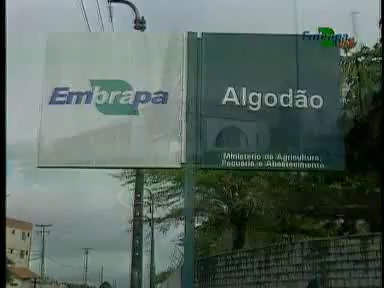 Embrapa
Embrapa
Algodão
Ministério da Agricultura,
Pecuária e Abastecimento